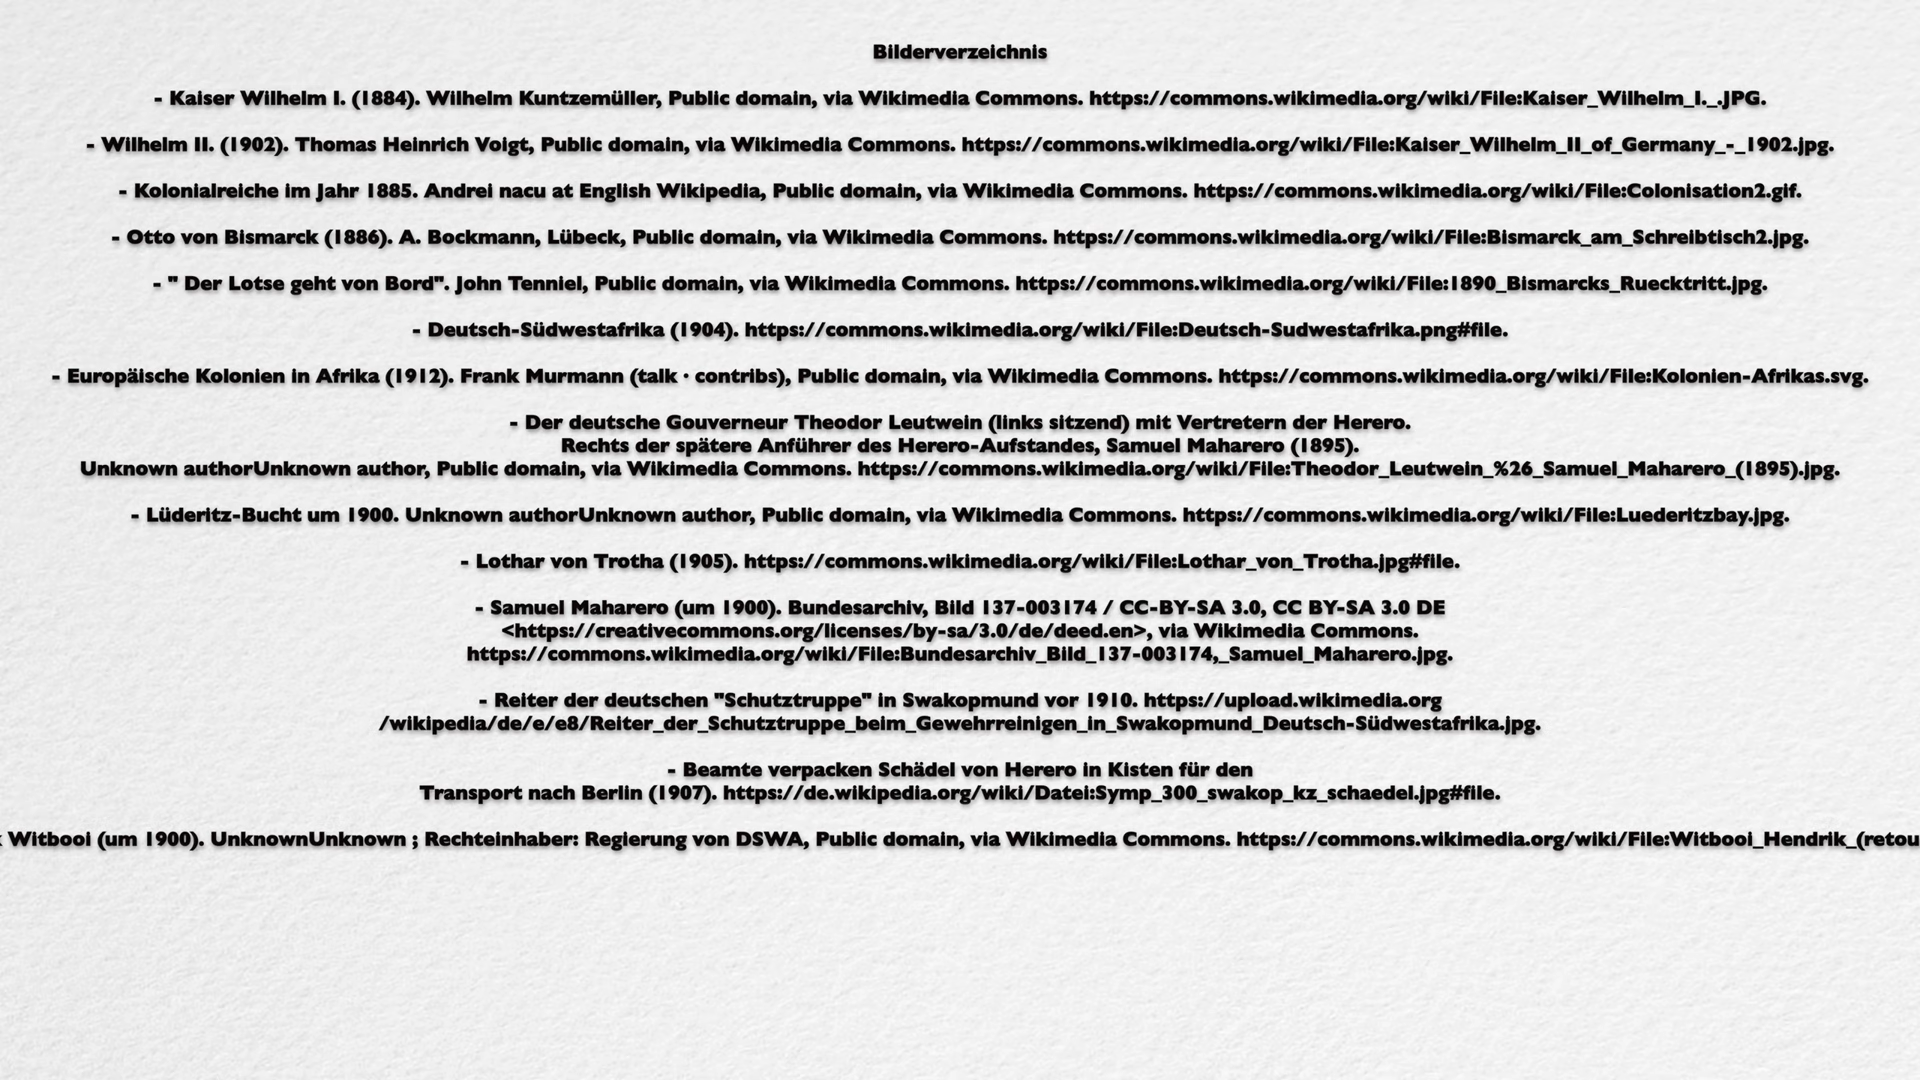 Bilderverzeichnis
- Kaiser Wilhelm I. (1884). Wilhelm Kuntzemüller, Public domain, via Wikimedia Commons. https://commons.wikimedia.org/wiki/File:Kaiser_Wilhelm_I._.JPG.
- Wilhelm II. (1902). Thomas Heinrich Voigt, Public domain, via Wikimedia Commons. https://commons.wikimedia.org/wiki/File:Kaiser_Wilhelm_II_of_Germany_-_1902.jpg.
- Kolonialreiche im Jahr 1885. Andrei nacu at English Wikipedia, Public domain, via Wikimedia Commons. https://commons.wikimedia.org/wiki/File:Colonisation2.gif.
- Otto von Bismarck (1886). A. Bockmann, Lübeck, Public domain, via Wikimedia Commons. https://commons.wikimedia.org/wiki/File:Bismarck_am_Schreibtisch2.jpg.
- " Der Lotse geht von Bord". John Tenniel, Public domain, via Wikimedia Commons. https://commons.wikimedia.org/wiki/File:1890_Bismarcks_Ruecktritt.jpg.
- Deutsch-Südwestafrika (1904). https://commons.wikimedia.org/wiki/File:Deutsch-Sudwestafrika.png#file.
- Europäische Kolonien in Afrika (1912). Frank Murmann (talk · contribs), Public domain, via Wikimedia Commons. https://commons.wikimedia.org/wiki/File:Kolonien-Afrikas.svg.
- Der deutsche Gouverneur Theodor Leutwein (links sitzend) mit Vertretern der Herero.
Rechts der spätere Anführer des Herero-Aufstandes, Samuel Maharero (1895).
Unknown authorUnknown author, Public domain, via Wikimedia Commons. https://commons.wikimedia.org/wiki/File:Theodor_Leutwein_%26_Samuel_Maharero_(1895).jpg.
- Lüderitz-Bucht um 1900. Unknown authorUnknown author, Public domain, via Wikimedia Commons. https://commons.wikimedia.org/wiki/File:Luederitzbay.jpg.
- Lothar von Trotha (1905). https://commons.wikimedia.org/wiki/File:Lothar_von_Trotha.jpg#file.
- Samuel Maharero (um 1900). Bundesarchiv, Bild 137-003174 / CC-BY-SA 3.0, CC BY-SA 3.0 DE
<https://creativecommons.org/licenses/by-sa/3.0/de/deed.en>, via Wikimedia Commons.
https://commons.wikimedia.org/wiki/File:Bundesarchiv_Bild_137-003174,_Samuel_Maharero.jpg.
- Reiter der deutschen "Schutztruppe" in Swakopmund vor 1910. https://upload.wikimedia.org
/wikipedia/de/e/e8/Reiter_der_Schutztruppe_beim_Gewehrreinigen_in_Swakopmund_Deutsch-Südwestafrika.jpg.
- Beamte verpacken Schädel von Herero in Kisten für den
Transport nach Berlin (1907). https://de.wikipedia.org/wiki/Datei:Symp_300_swakop_kz_schaedel.jpg#file.
Witbooi (um 1900). UnknownUnknown ; Rechteinhaber: Regierung von DSWA, Public domain, via Wikimedia Commons. https://commons.wikimedia.org/wiki/File:Witbooi_Hendrik_(retou